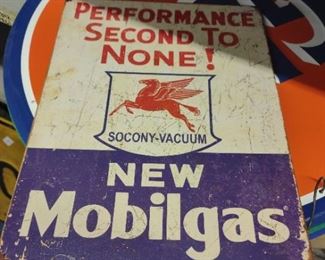 PERFORMANCE
SECOND TO
NONE!
SOCONY-VACUUM
NEW
Mobilgas